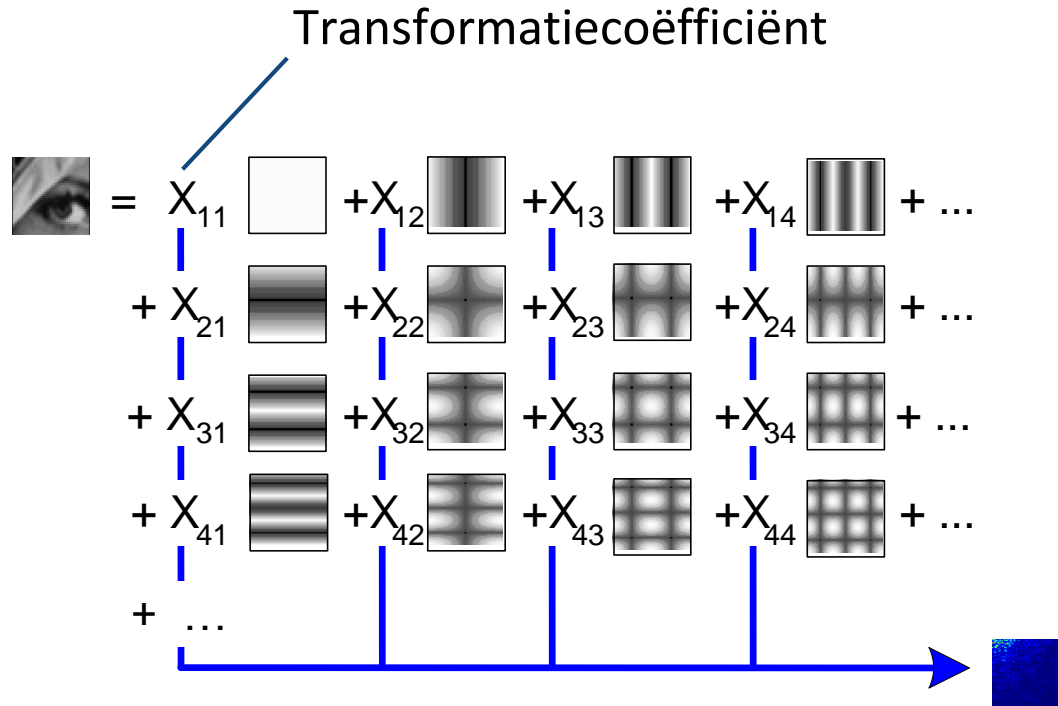 Transformatiecoëfficiënt
= X11 +X12 +X13 +X14 + ...
+ X21 +X22 +X23 +X24 + ...
+ X31 +X32 +X33 +X34 + ...
+ X41 +X42 +X43 +X44 + ...
+ ...